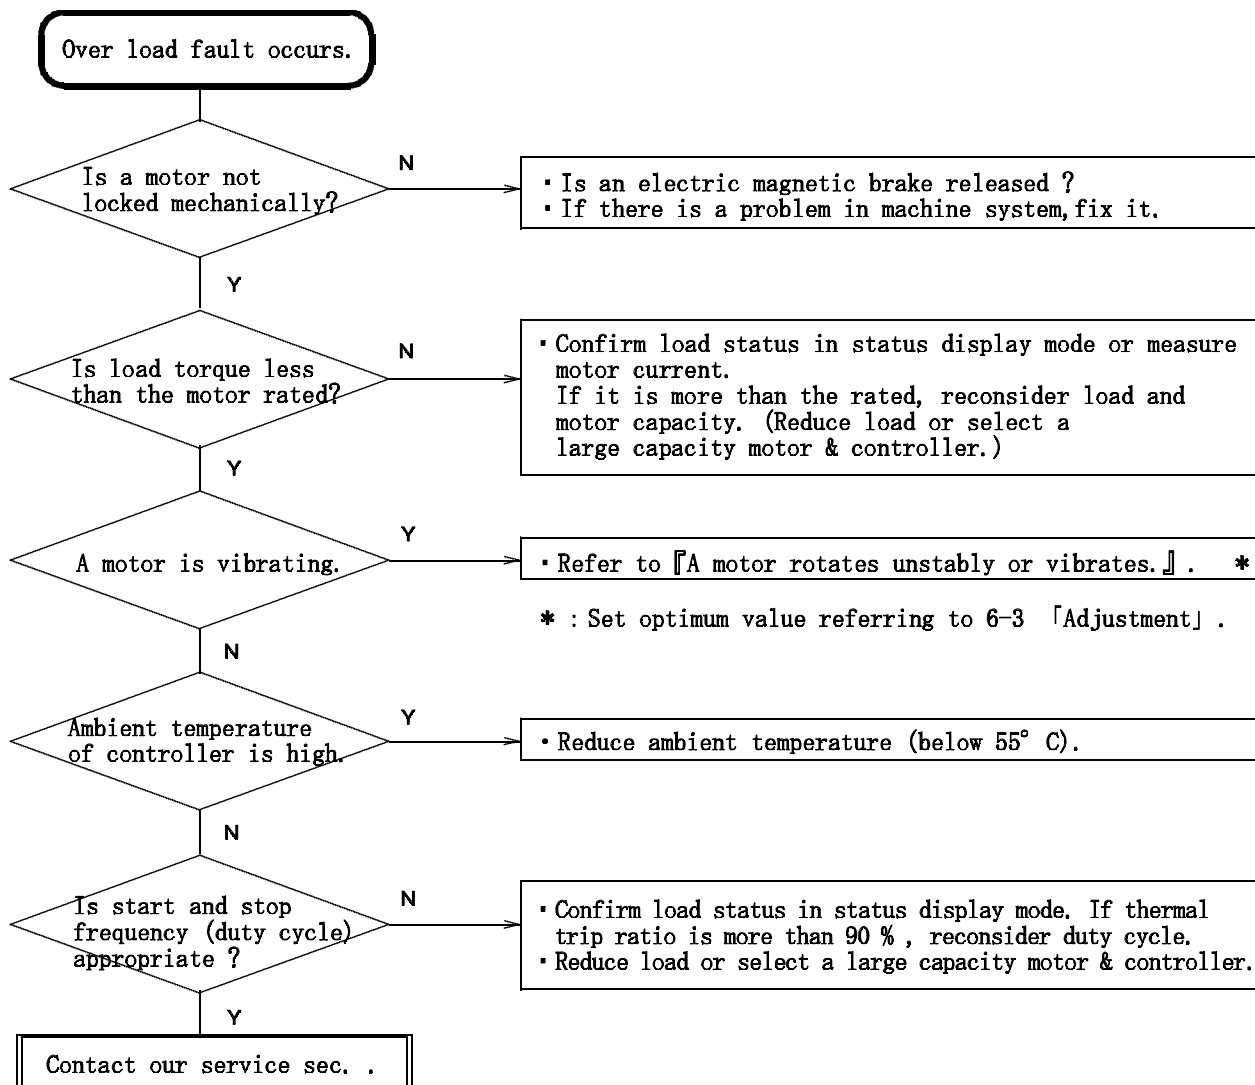 Over load fault occurs.
Is a motor not
locked mechanically?
N
・Is an electric magnetic brake released ?
・If there is a problem in machine system,fix it.
Y
Is load torque less
than the motor rated?
N
・Confirm load status in status display mode or measure
motor current.
If it is more than the rated, reconsider load and
motor capacity. (Reduce load or select a
large capacity motor & controller.)
Y
A motor is vibrating.
Y
・Refer to『A motor rotates unstably or vibrates.』. *
* : Set optimum value referring to 6-3 「Adjustment」.
N
Ambient temperature
of controller is high.
Y
・Reduce ambient temperature (below 55° C).
N
Is start and stop
frequency (duty cycle)
appropriate ?
N
・Confirm load status in status display mode. If thermal
trip ratio is more than 90 % , reconsider duty cycle.
・Reduce load or select a large capacity motor & controller.
Y
Contact our service sec. .